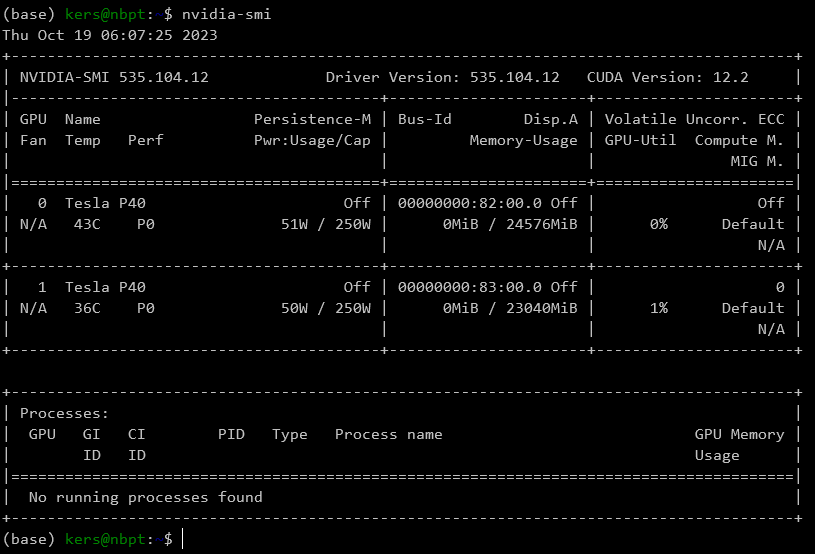 (base) kers@nbpt:~$ nvidia-smi
Thu Oct 19 06:07:25 2023
+---------------------------------------------------------------------------------------+
| NVIDIA-SMI 535.104.12             Driver Version: 535.104.12   CUDA Version: 12.2     |
|-----------------------------------------+----------------------+----------------------+
| GPU  Name                 Persistence-M | Bus-Id        Disp.A | Volatile Uncorr. ECC |
| Fan  Temp   Perf          Pwr:Usage/Cap |         Memory-Usage | GPU-Util  Compute M. |
|                                         |                      |               MIG M. |
|=========================================+======================+======================|
|   0  Tesla P40                      Off | 00000000:82:00.0 Off |                  Off |
| N/A   43C    P0              51W / 250W |      0MiB / 24576MiB |      0%      Default |
|                                         |                      |                  N/A |
+-----------------------------------------+----------------------+----------------------+
|   1  Tesla P40                      Off | 00000000:83:00.0 Off |                    0 |
| N/A   36C    P0              50W / 250W |      0MiB / 23040MiB |      1%      Default |
|                                         |                      |                  N/A |
+-----------------------------------------+----------------------+----------------------+

+---------------------------------------------------------------------------------------+
| Processes:                                                                            |
|  GPU   GI   CI        PID   Type   Process name                            GPU Memory |
|        ID   ID                                                             Usage      |
|=======================================================================================|
|  No running processes found                                                           |
+---------------------------------------------------------------------------------------+
(base) kers@nbpt:~$